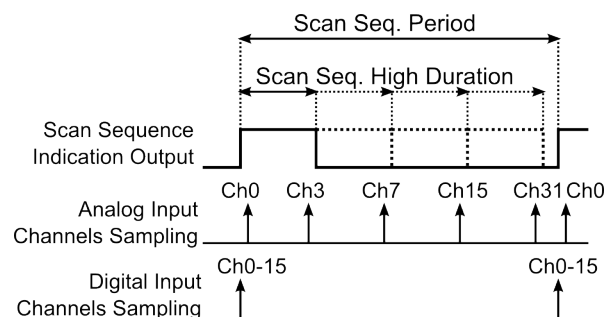 Scan Seq. Period
Scan Seq. High Duration
Scan Sequence
Indication Output
Ch0 Ch3 Ch7 Ch15 Ch31 Ch0
Analog Input
Channels Sampling
Ch0-15 Ch0-15
Digital Input
Channels Sampling